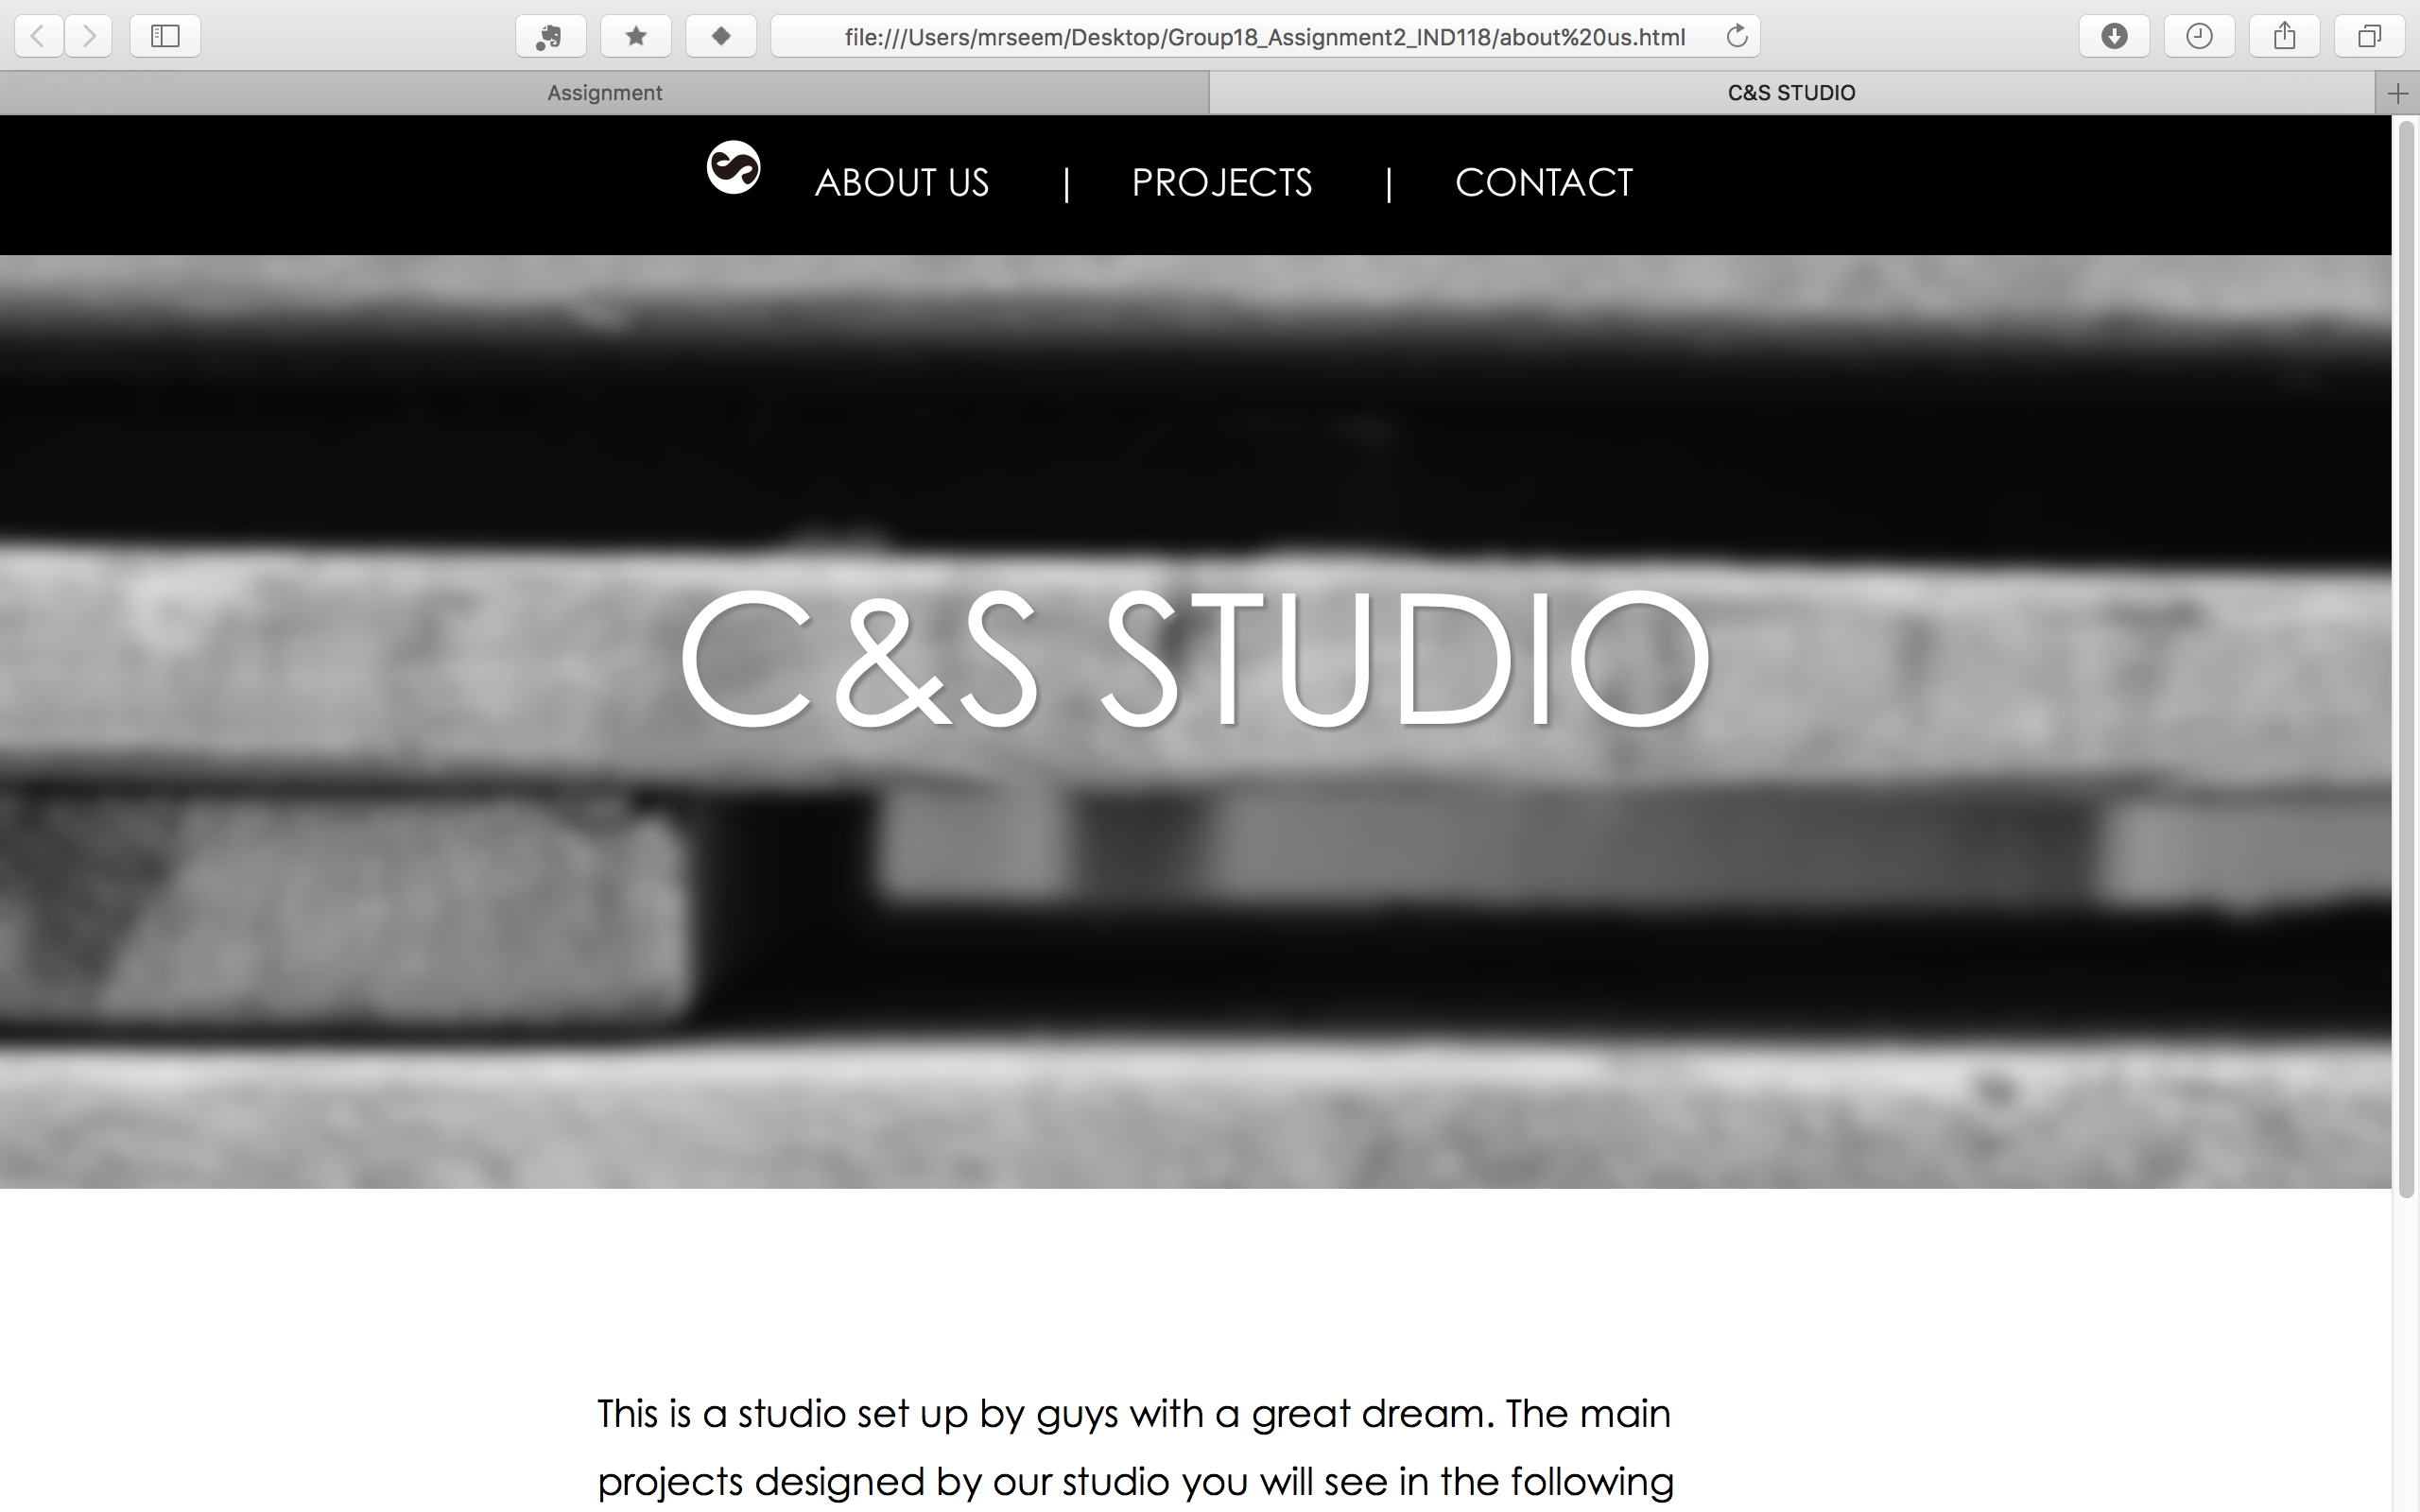 file:///Users/mrseem/Desktop/Group18_Assignment2_IND118/about%20us.html
Assignment
C&S STUDIO
ABOUT US | PROJECTS | CONTACT
C&S STUDIO
This is a studio set up by guys with a great dream. The main
projects designed by our studio you will see in the following